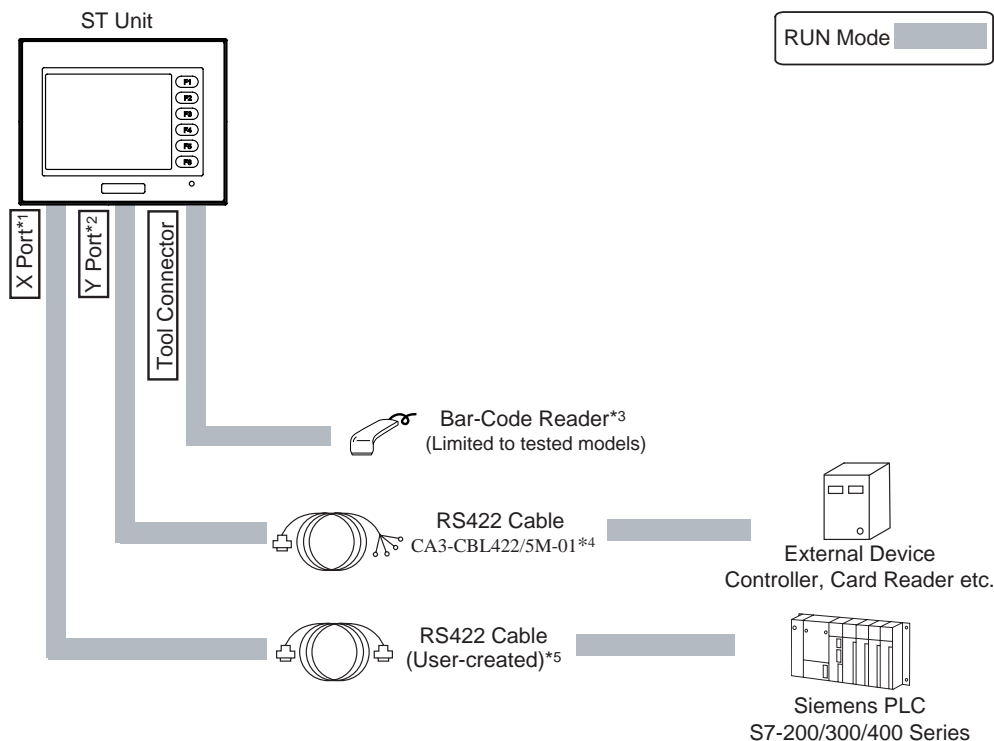 ST Unit
RUN Mode
F1
F2
F3
F4
F5
F6
X Port*1
Y Port*2
Tool Connector
Bar-Code Reader*3
(Limited to tested models)
RS422 Cable
CA3-CBL422/5M-01*4
External Device
Controller, Card Reader etc.
RS422 Cable
(User-created)*5
Siemens PLC
S7-200/300/400 Series